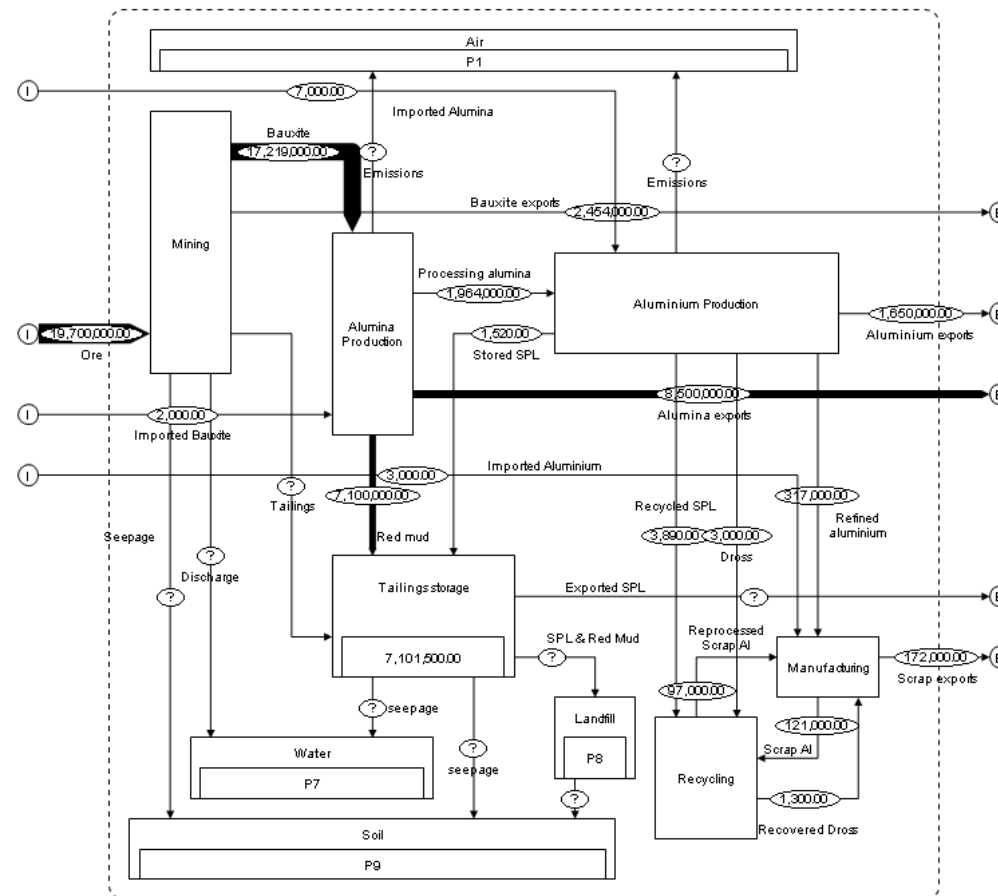 Air
P1
I
7,000.00
Imported Alumina
Bauxite
17,219,000.00
?
Emissions
?
Emissions
Bauxite exports
2,454,000.00
E
Mining
Alumina
Production
Processing alumina
1,964,000.00
Aluminium Production
1,650,000.00
E
Aluminium exports
I
19,700,000.00
Ore
1,520.00
Stored SPL
8,500,000.00
E
Alumina exports
I
2,000.00
Imported Bauxite
I
3,000.00
Imported Aluminium
?
Tailings
7,100,000.00
Red mud
Recycled SPL
3,890.00
3,000.00
Dross
317,000.00
Refined
aluminium
Seepage
?
?
Discharge
Tailings storage
7,101,500.00
Exported SPL
?
E
SPL & Red Mud
?
Reprocessed
Scrap Al
97,000.00
Manufacturing
172,000.00
E
Scrap exports
121,000.00
Scrap Al
?
seepage
?
seepage
Landfill
P8
?
Water
P7
Recycling
1,300.00
Recovered Dross
Soil
P9